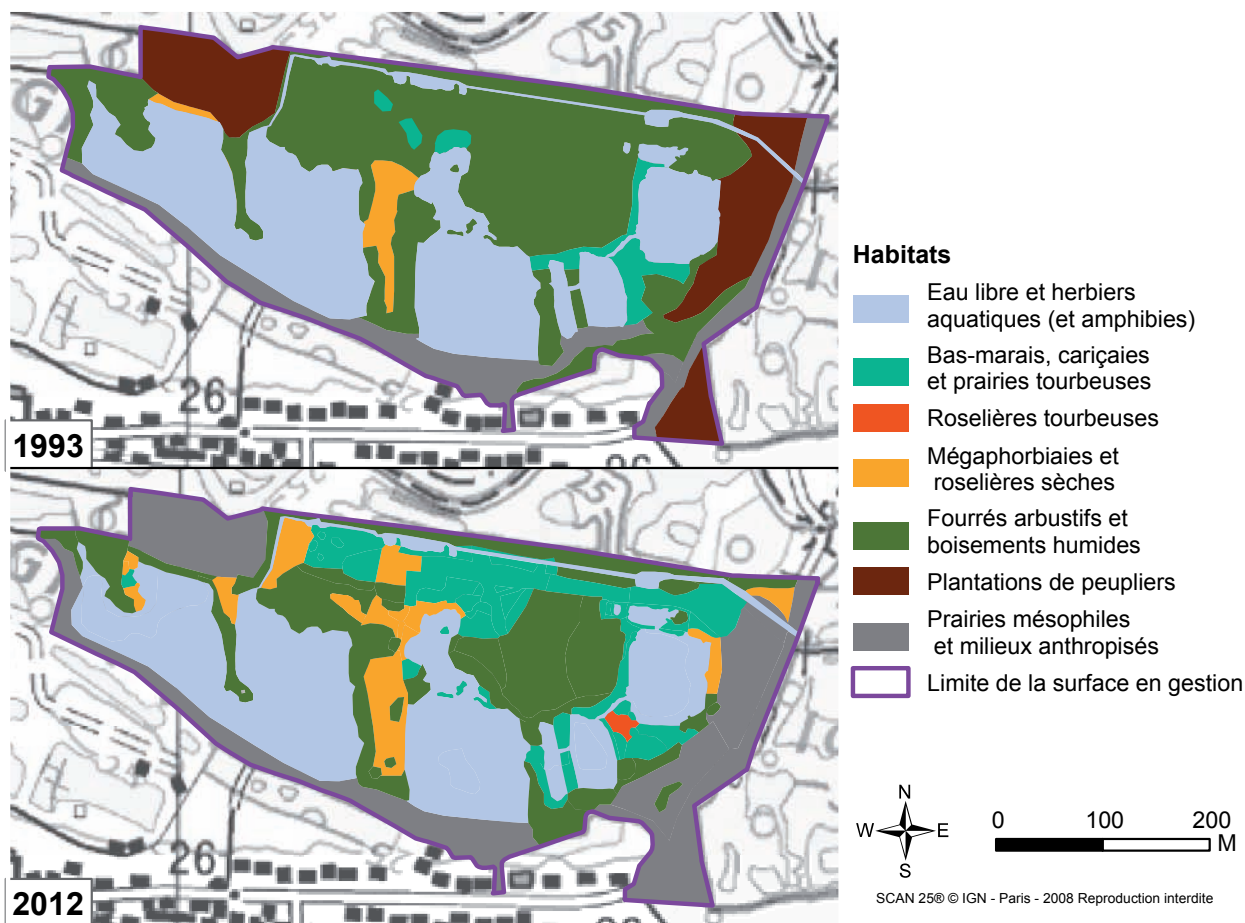 1993
26
2012
26
Habitats
Eau libre et herbiers
aquatiques (et amphibies)
Bas-marais, cariçaies
et prairies tourbeuses
Roselières tourbeuses
Mégaphorbiaies et
roselières sèches
Fourrés arbustifs et
boisements humides
Plantations de peupliers
Prairies mésophiles
et milieux anthropisés
Limite de la surface en gestion
N
W E
S
0 100 200
M
SCAN 25® © IGN - Paris - 2008 Reproduction interdite